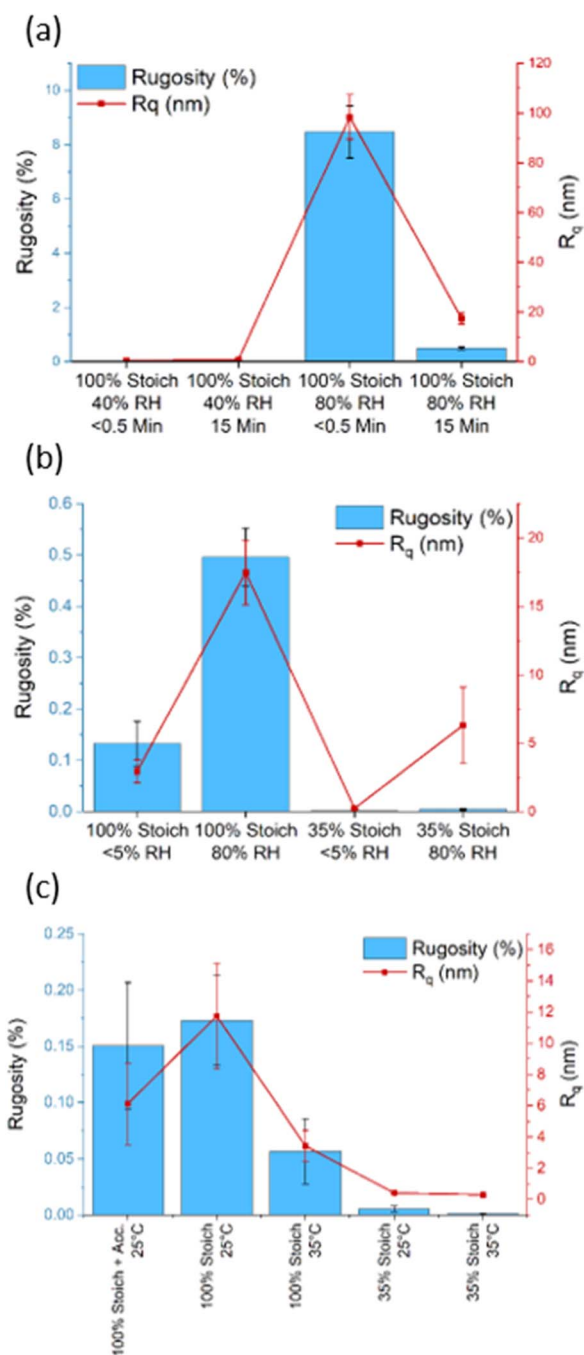 (a)
Rugosity (%)
Rq (nm)
10
8
6
4
2
0
Rugosity (%)
120
100
80
60
40
20
0
Rq (nm)
100% Stoich
40% RH
<0.5 Min
100% Stoich
40% RH
15 Min
100% Stoich
80% RH
<0.5 Min
100% Stoich
80% RH
15 Min
(b)
Rugosity (%)
Rq (nm)
0.6
0.5
0.4
0.3
0.2
0.1
0.0
Rugosity (%)
20
15
10
5
0
Rq (nm)
100% Stoich
<5% RH
100% Stoich
80% RH
35% Stoich
<5% RH
35% Stoich
80% RH
(c)
Rugosity (%)
Rq (nm)
0.25
0.20
0.15
0.10
0.05
0.00
Rugosity (%)
16
14
12
10
8
6
4
2
0
Rq (nm)
100% Stoich + Acc.
25°C
100% Stoich
25°C
100% Stoich
35°C
35% Stoich
25°C
35% Stoich
35°C